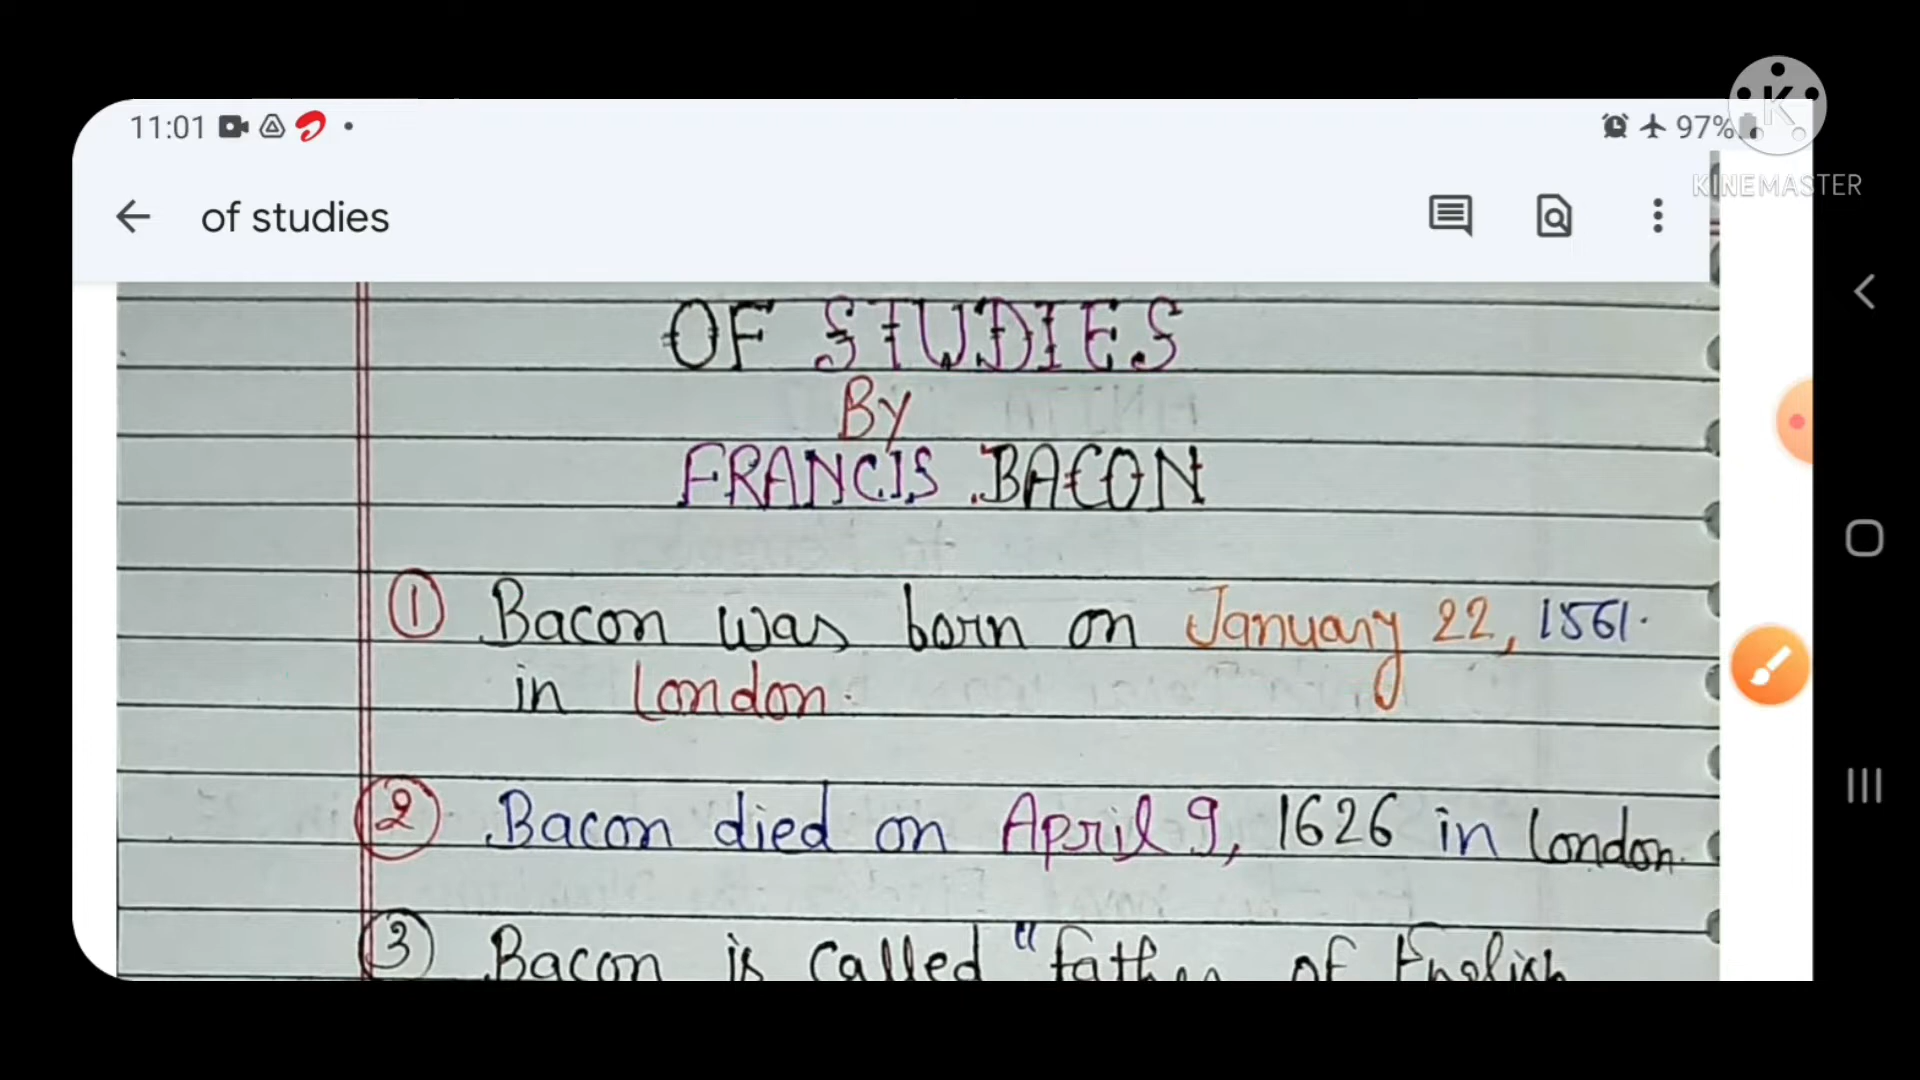 11:01
97%
KINEMASTER
of studies
OF STUDIES
By
FRANCIS BACON
① Bacon was born on January 22, 1561.
in London.
② Bacon died on April 9, 1626 in London.
③ Bacon is called "father of English